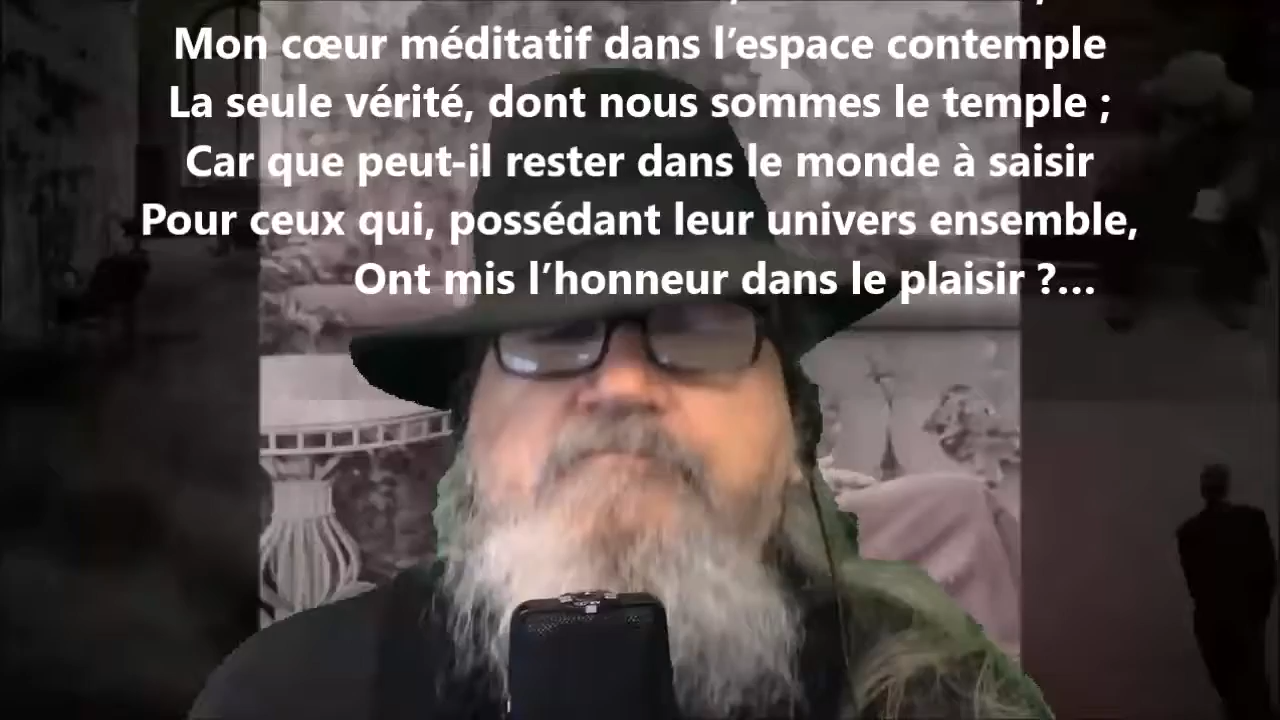 Mon cœur méditatif dans l’espace contemple
La seule vérité, dont nous sommes le temple ;
Car que peut-il rester dans le monde à saisir
Pour ceux qui, possédant leur univers ensemble,
Ont mis l’honneur dans le plaisir ?…